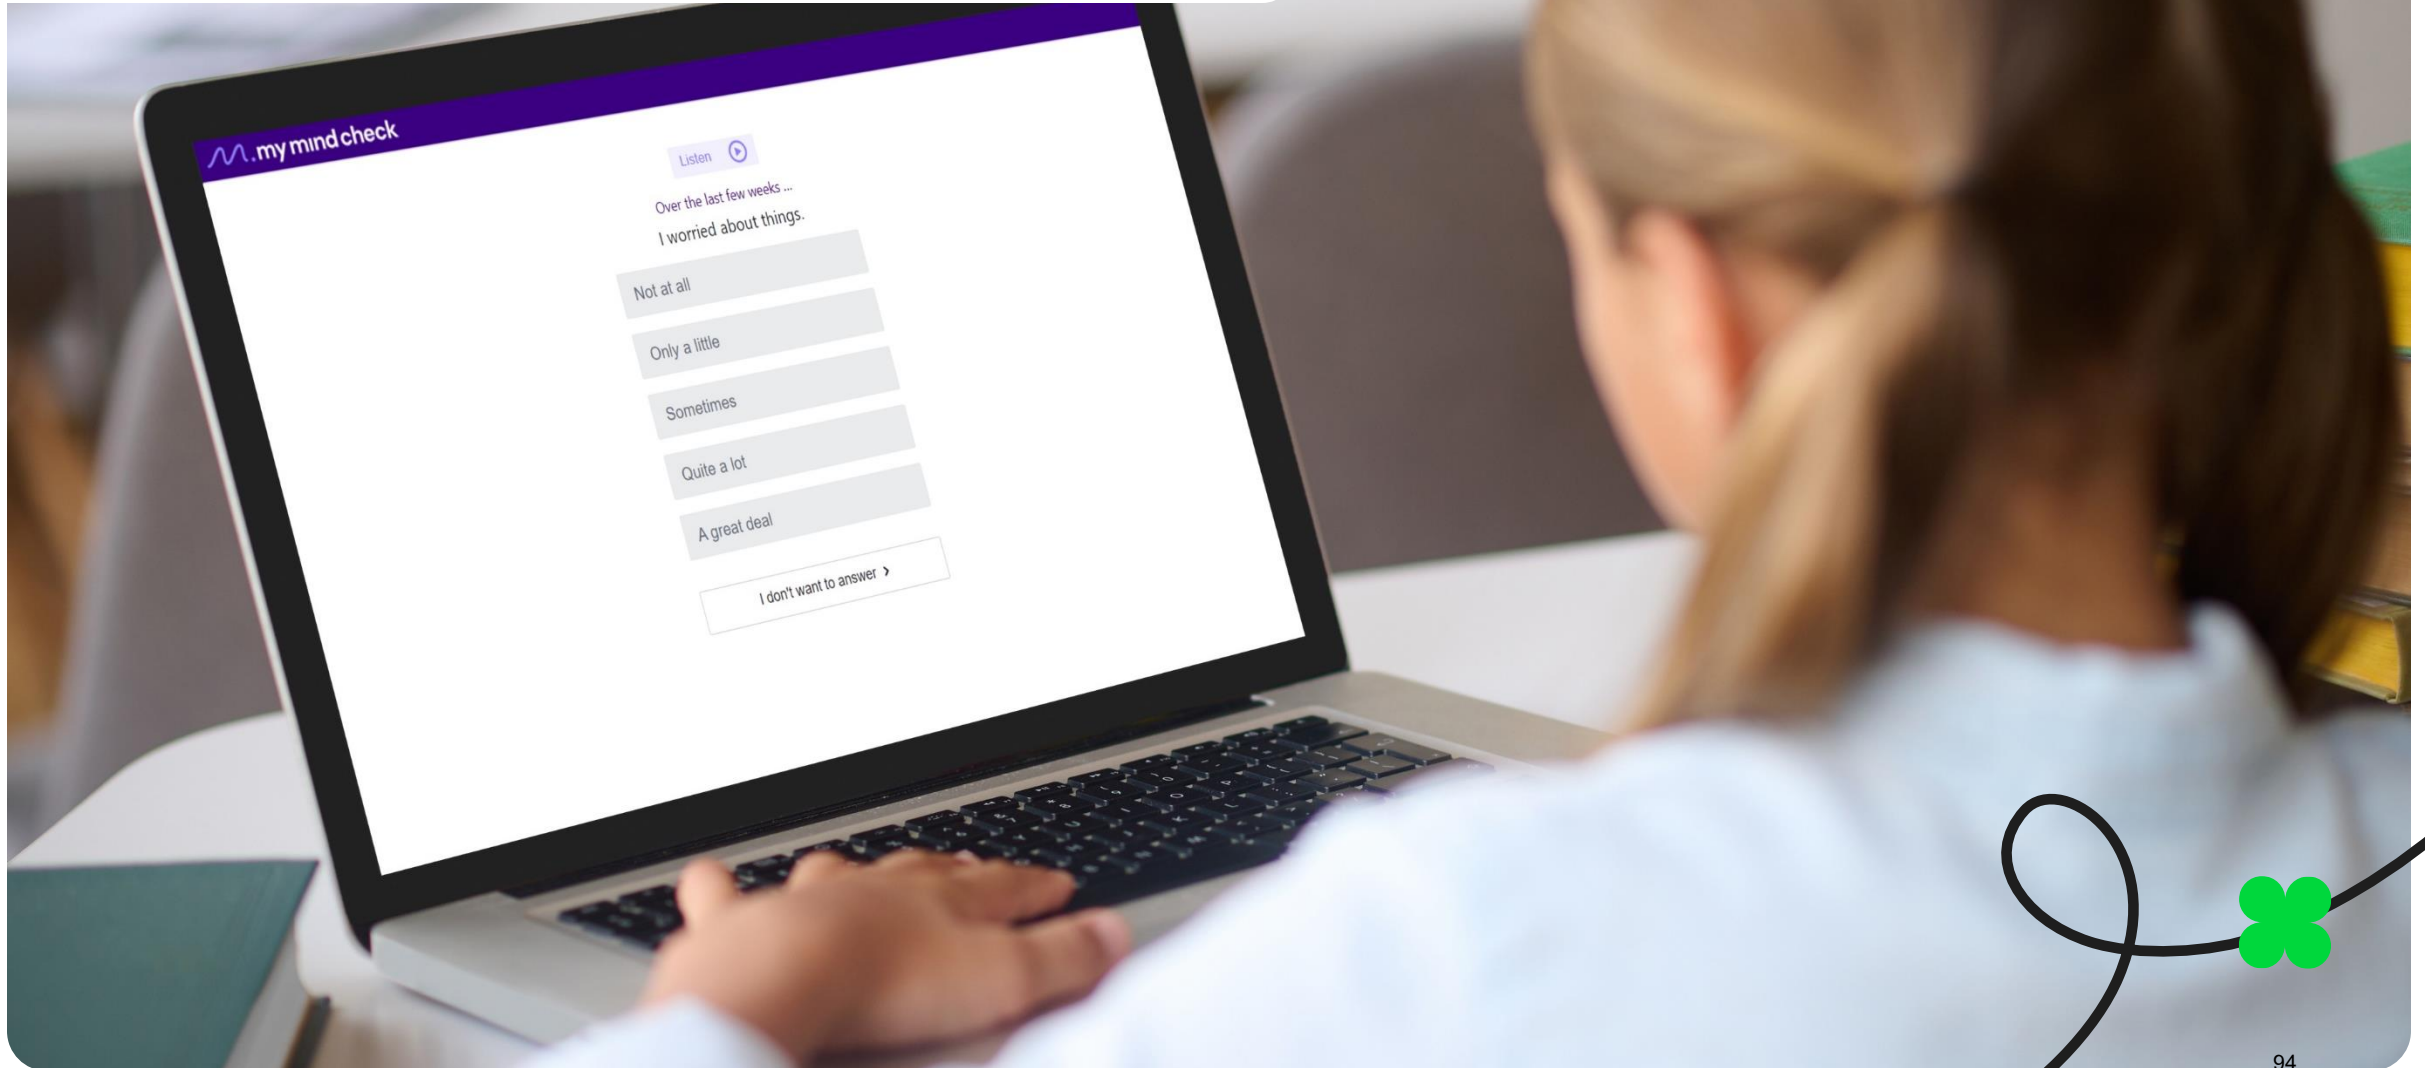 my mind check
Listen
Over the last few weeks ...
I worried about things.
Not at all
Only a little
Sometimes
Quite a lot
A great deal
I don't want to answer ›
94